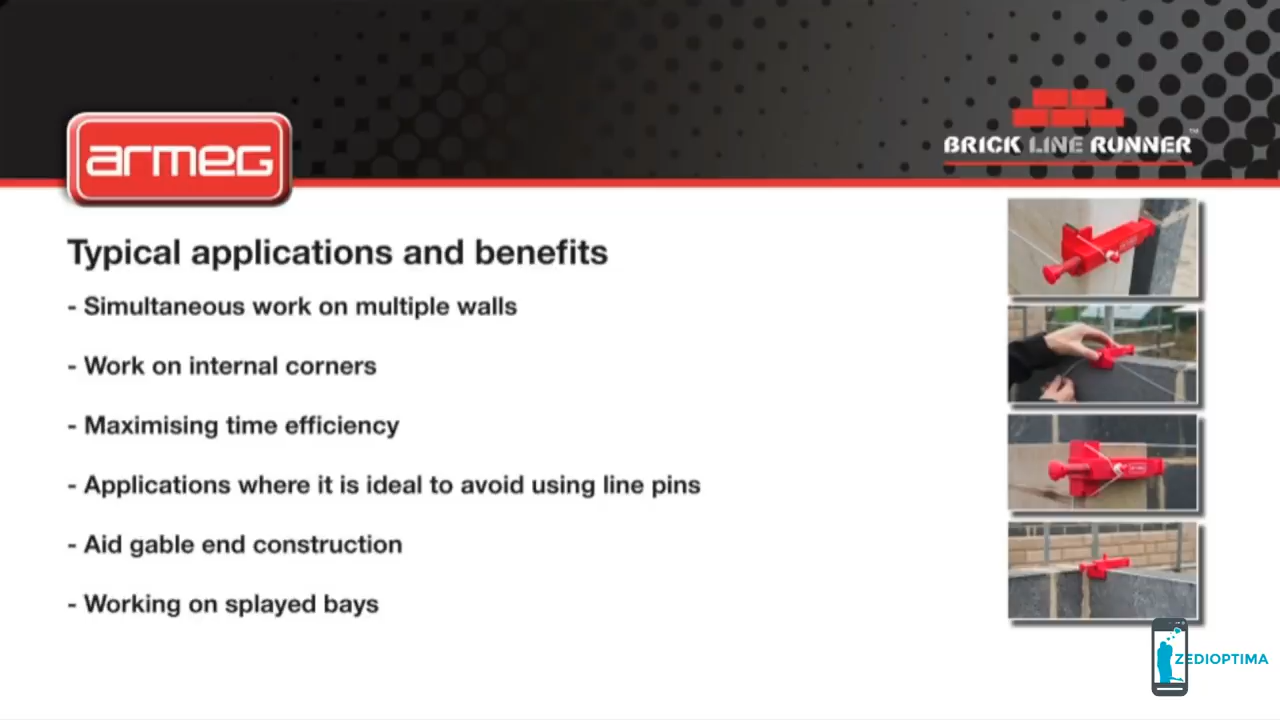 armeg
BRICK LINE RUNNER™
Typical applications and benefits
- Simultaneous work on multiple walls
- Work on internal corners
- Maximising time efficiency
- Applications where it is ideal to avoid using line pins
- Aid gable end construction
- Working on splayed bays
ZEDIOPTIMA